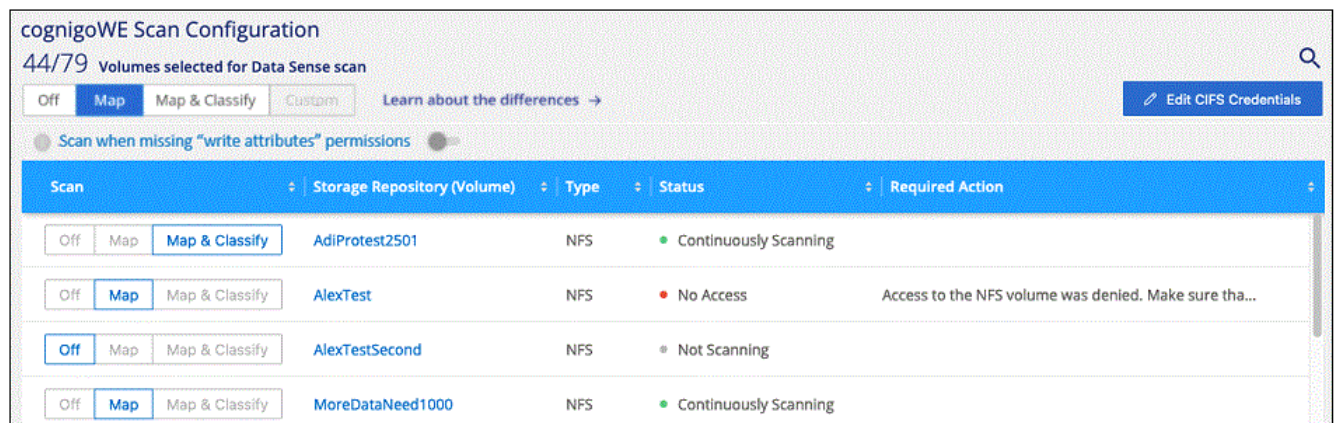 cognigoWE Scan Configuration
44/79 Volumes selected for Data Sense scan
Off Map Map & Classify Custom Learn about the differences → Edit CIFS Credentials
Scan when missing “write attributes” permissions
Scan Storage Repository (Volume) Type Status Required Action
Off Map Map & Classify AdiProtest2501 NFS Continuously Scanning
Off Map Map & Classify AlexTest NFS No Access Access to the NFS volume was denied. Make sure tha...
Off Map Map & Classify AlexTestSecond NFS Not Scanning
Off Map Map & Classify MoreDataNeed1000 NFS Continuously Scanning